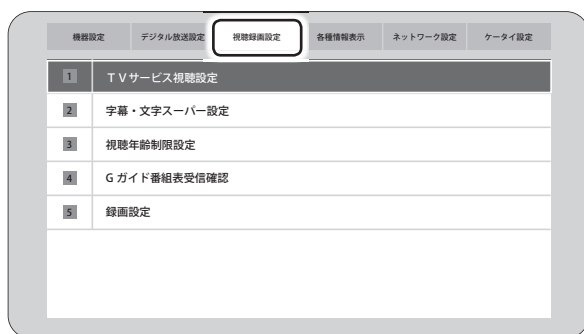 機器設定 デジタル放送設定 視聴録画設定 各種情報表示 ネットワーク設定 ケータイ設定
1 TVサービス視聴設定
2 字幕・文字スーパー設定
3 視聴年齢制限設定
4 Gガイド番組表受信確認
5 録画設定